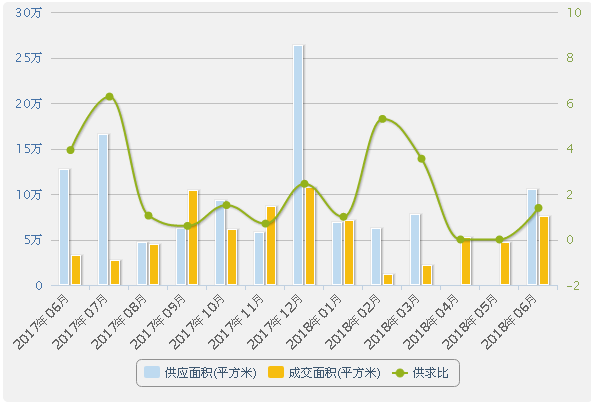 30万
25万
20万
15万
10万
5万
0
10
8
6
4
2
0
-2
2017年06月
2017年07月
2017年08月
2017年09月
2017年10月
2017年11月
2017年12月
2018年01月
2018年02月
2018年03月
2018年04月
2018年05月
2018年06月
供应面积(平方米) 成交面积(平方米) 供求比